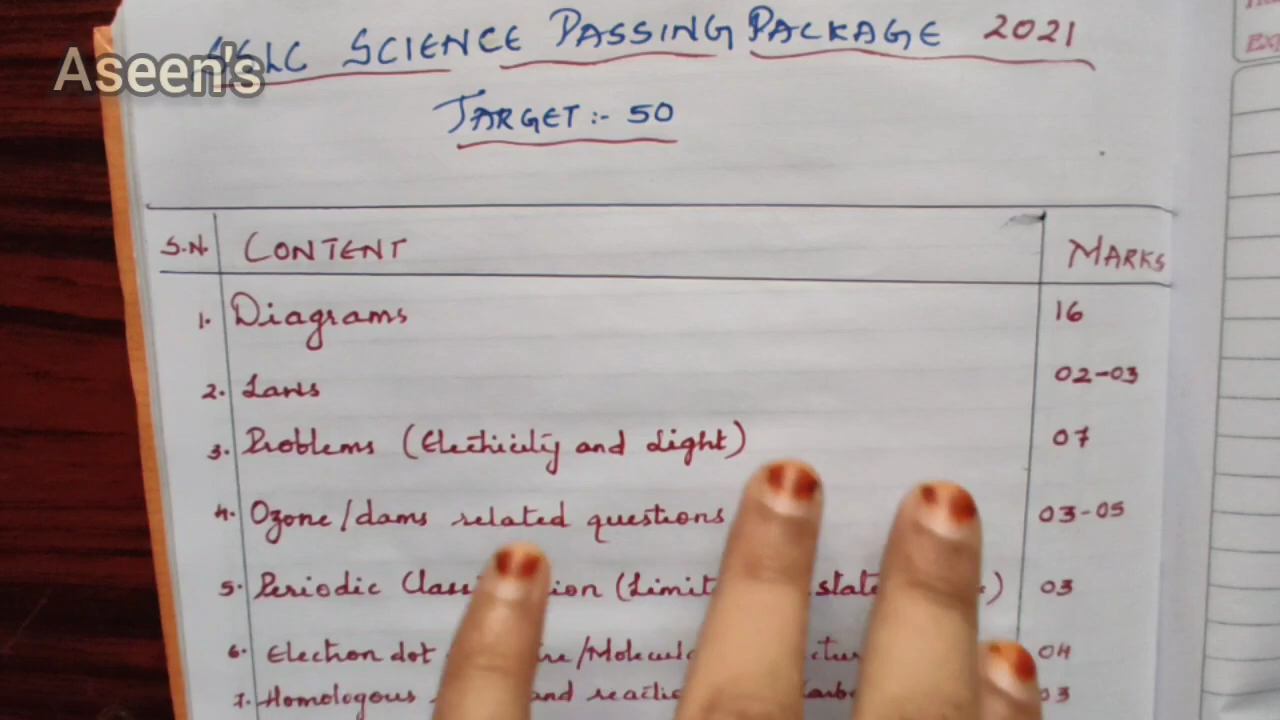 Aseen's
SSLC SCIENCE PASSING PACKAGE 2021
TARGET:- 50
S.N. CONTENT MARKS
1. Diagrams 16
2. Laws 02-03
3. Problems (Electricity and Light) 07
4. Ozone/dams related questions 03-05
5. Periodic 03
6. Electron dot 04
7. Homologous and